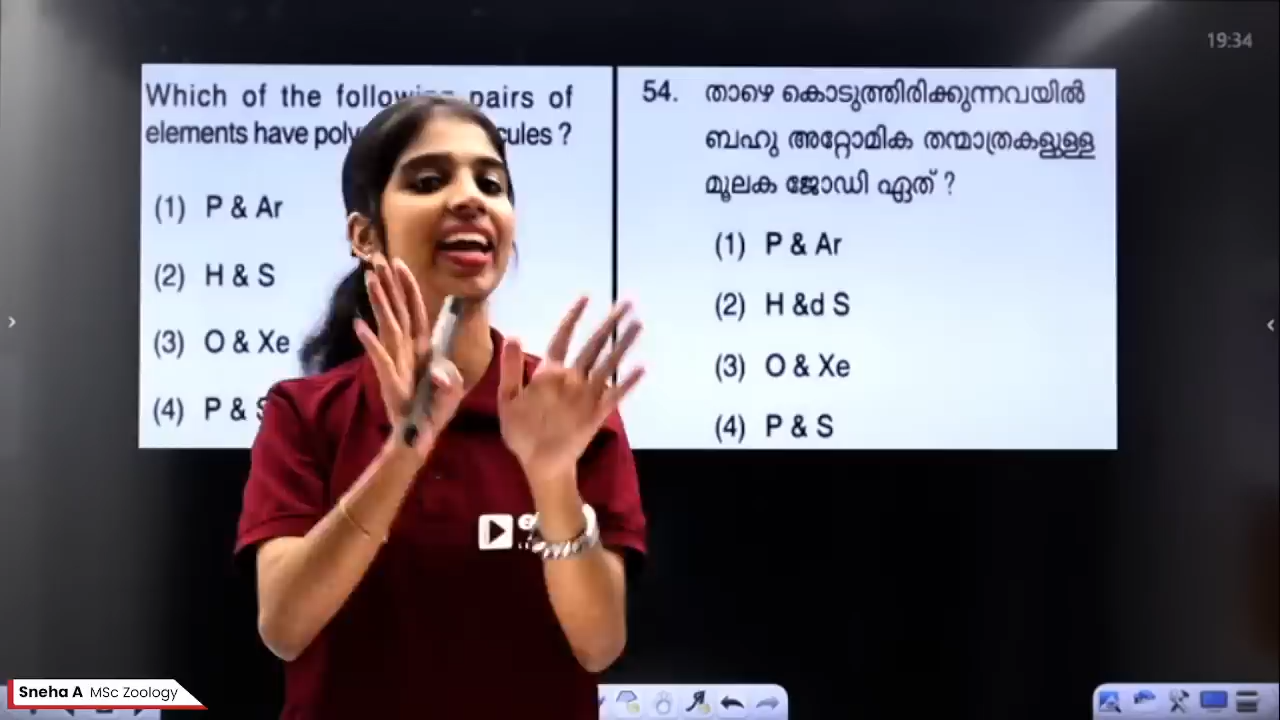 19:34
Which of the following pairs of
elements have poly cules ?
(1) P & Ar
(2) H & S
(3) O & Xe
(4) P & S
54. താഴെ കൊടുത്തിരിക്കുന്നവയിൽ
ബഹു അറ്റോമിക തന്മാത്രകളുള്ള
മൂലക ജോഡി ഏത് ?
(1) P & Ar
(2) H &d S
(3) O & Xe
(4) P & S
Sneha A MSc Zoology